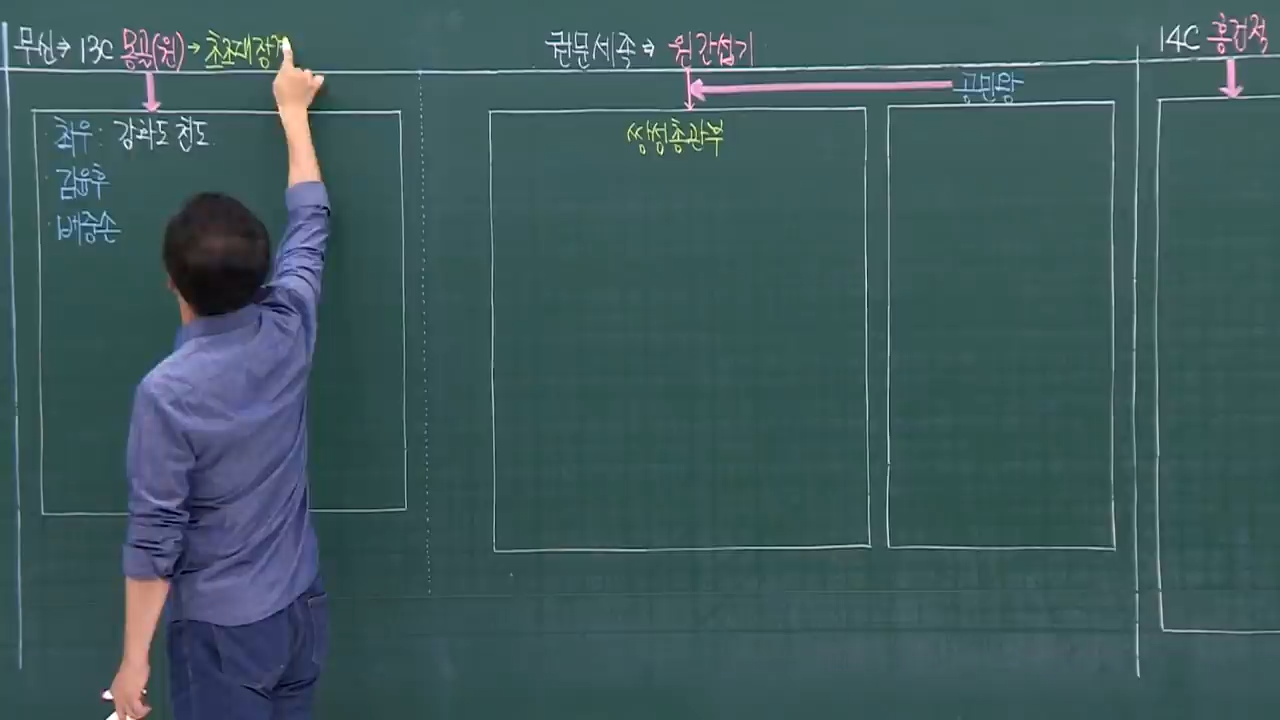 무신→ 13C 몽골(원) → 초조대장
최우: 강화도 천도
김윤후
배중손
권문세족 → 원간섭기
공민왕
쌍성총관부
14C 홍건적